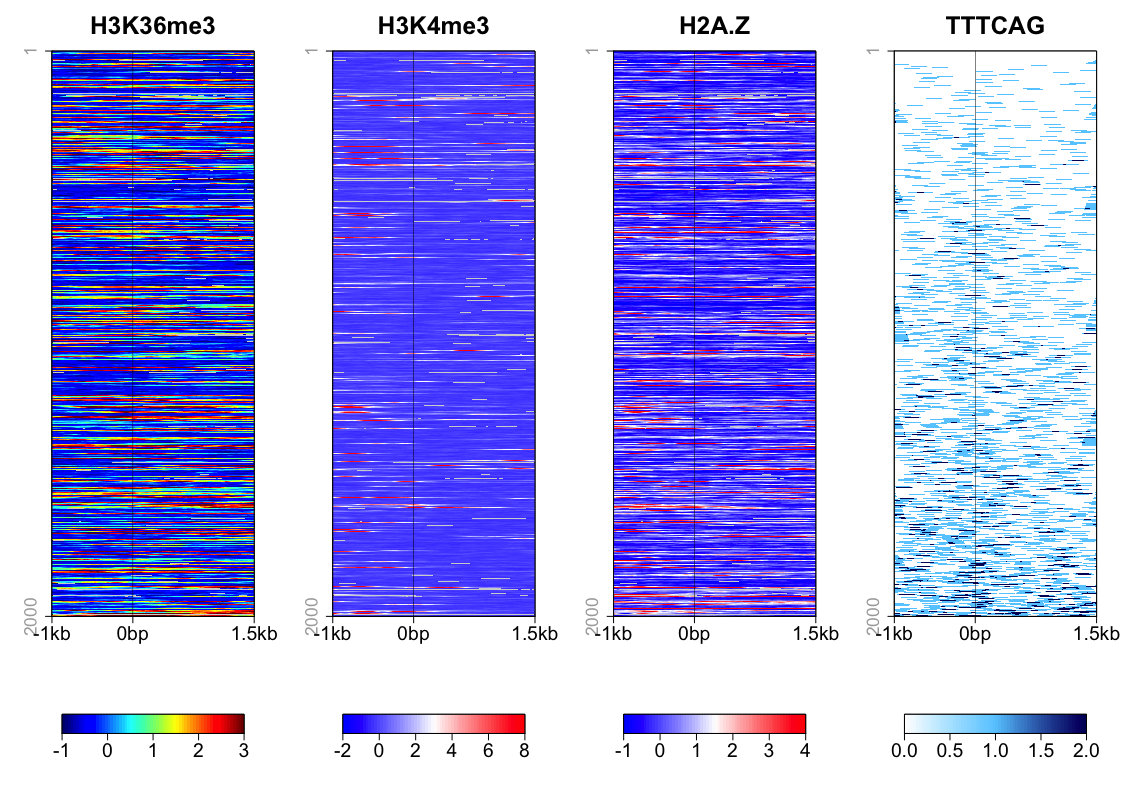 H3K36me3 H3K4me3 H2A.Z TTTCAG
1 1 1 1
2000 2000 2000 2000
-1kb 0bp 1.5kb -1kb 0bp 1.5kb -1kb 0bp 1.5kb -1kb 0bp 1.5kb
-1 0 1 2 3 -2 0 2 4 6 8 -1 0 1 2 3 4 0.0 0.5 1.0 1.5 2.0